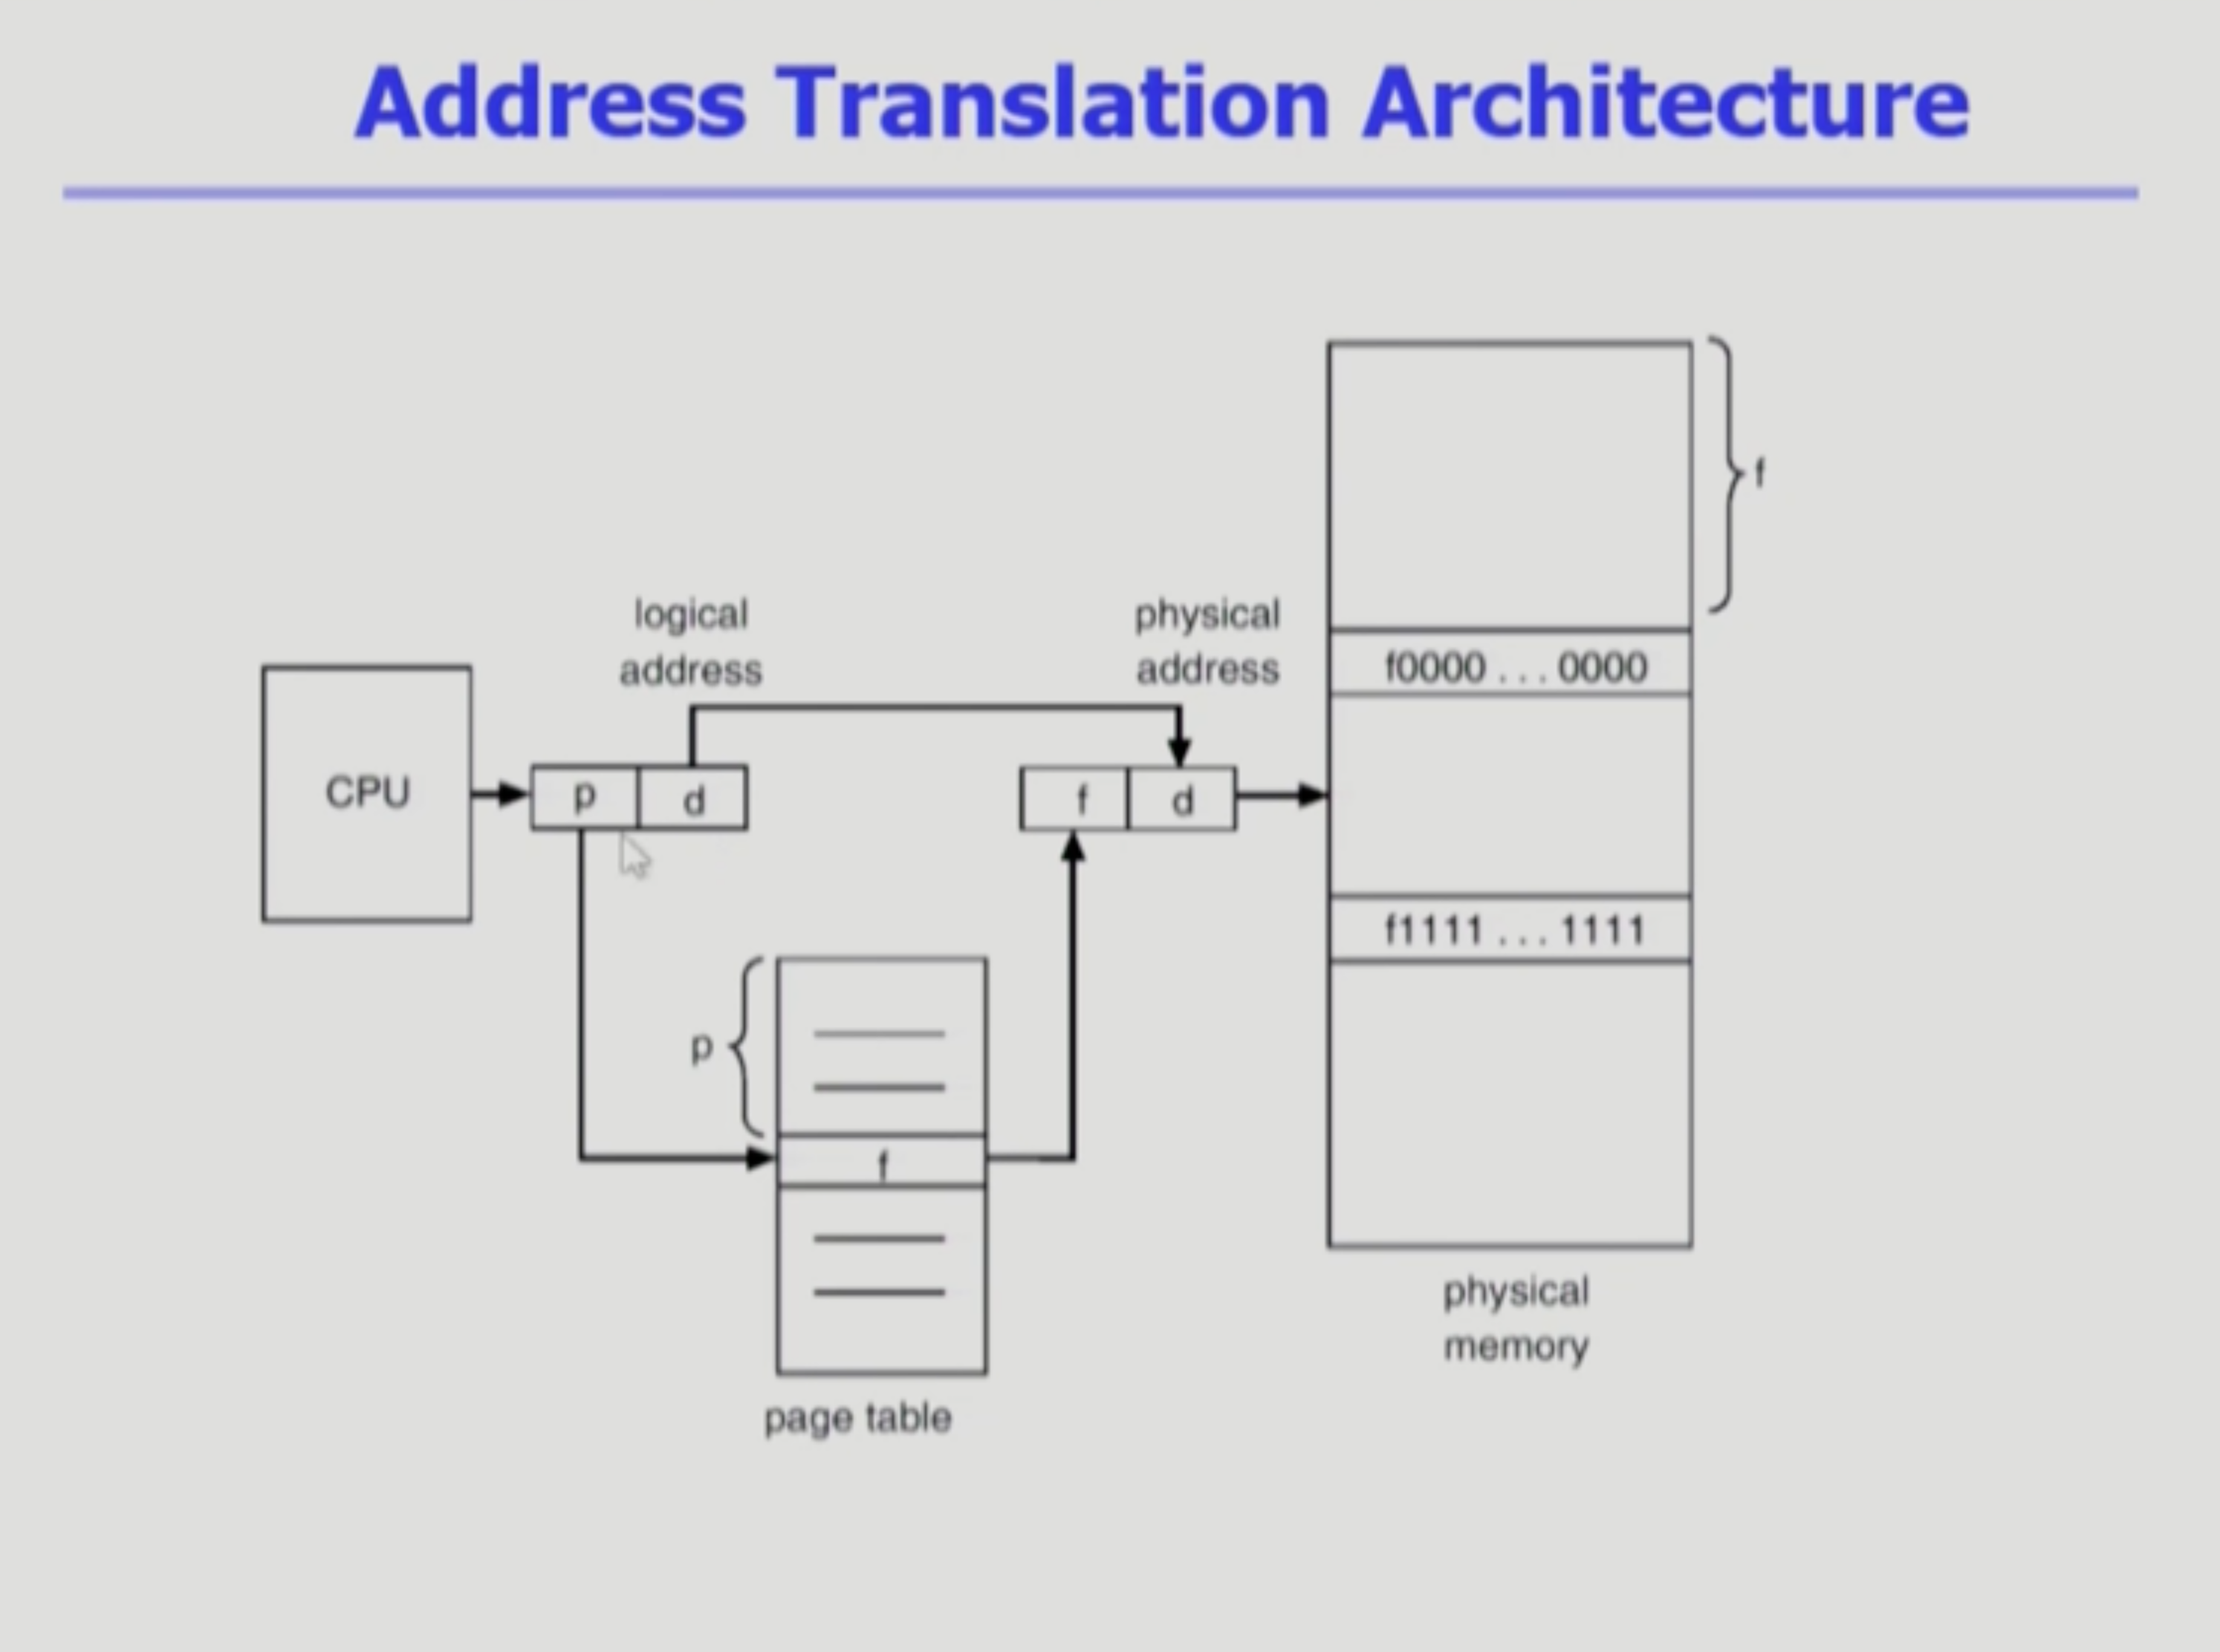 Address Translation Architecture
f
logical
address
physical
address
f0000 . . . 0000
CPU
p
d
f
d
f1111 . . . 1111
p
f
physical
memory
page table